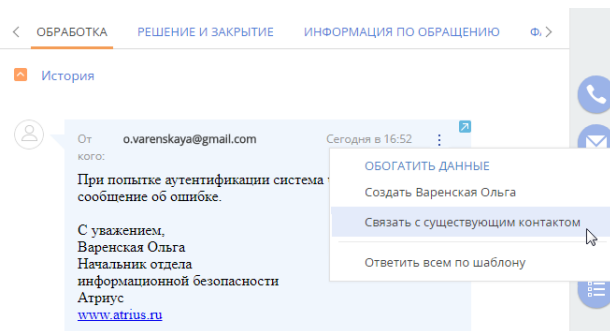 ОБРАБОТКА РЕШЕНИЕ И ЗАКРЫТИЕ ИНФОРМАЦИЯ ПО ОБРАЩЕНИЮ
История
От кого: o.varenskaya@gmail.com Сегодня в 16:52
При попытке аутентификации система
сообщение об ошибке.
С уважением,
Варенская Ольга
Начальник отдела
информационной безопасности
Атриус
www.atrius.ru
ОБОГАТИТЬ ДАННЫЕ
Создать Варенская Ольга
Связать с существующим контактом
Ответить всем по шаблону